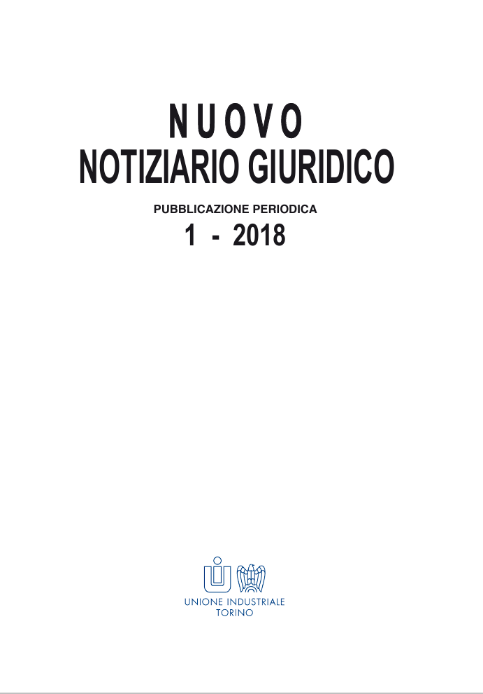 NUOVO
NOTIZIARIO GIURIDICO
PUBBLICAZIONE PERIODICA
1 - 2018
UNIONE INDUSTRIALE
TORINO